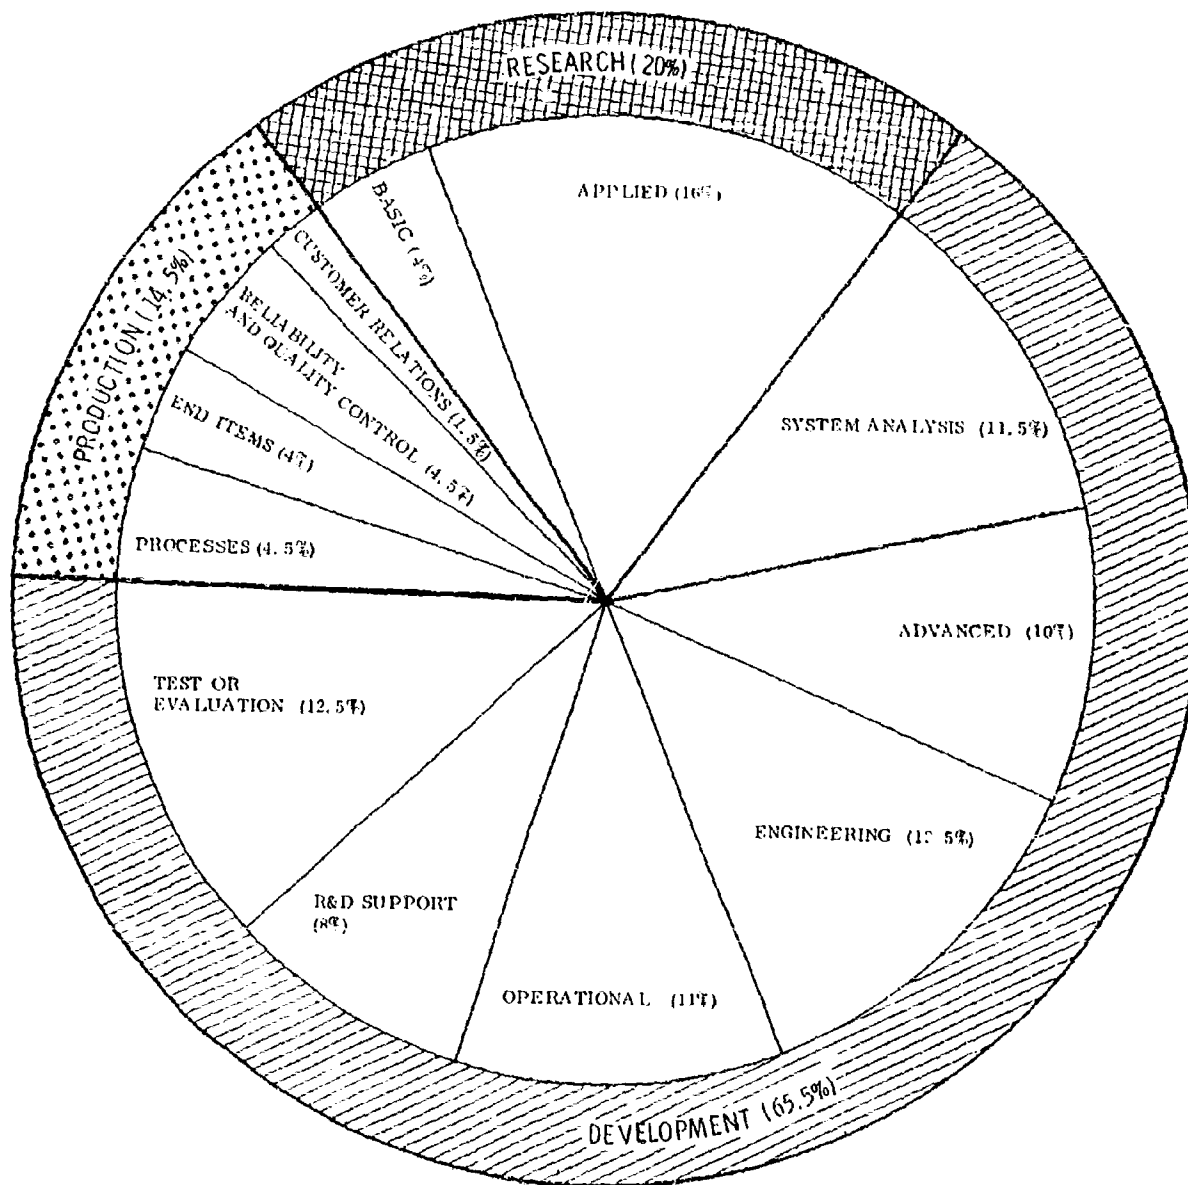 RESEARCH (20%)
BASIC (4%)
APPLIED (16%)
PRODUCTION (14.5%)
CUSTOMER RELATIONS (1.5%)
RELIABILITY
AND QUALITY CONTROL (4.5%)
END ITEMS (4%)
PROCESSES (4.5%)
SYSTEM ANALYSIS (11.5%)
ADVANCED (10%)
TEST OR
EVALUATION (12.5%)
ENGINEERING
R&D SUPPORT
(8%)
OPERATIONAL (11%)
DEVELOPMENT (65.5%)